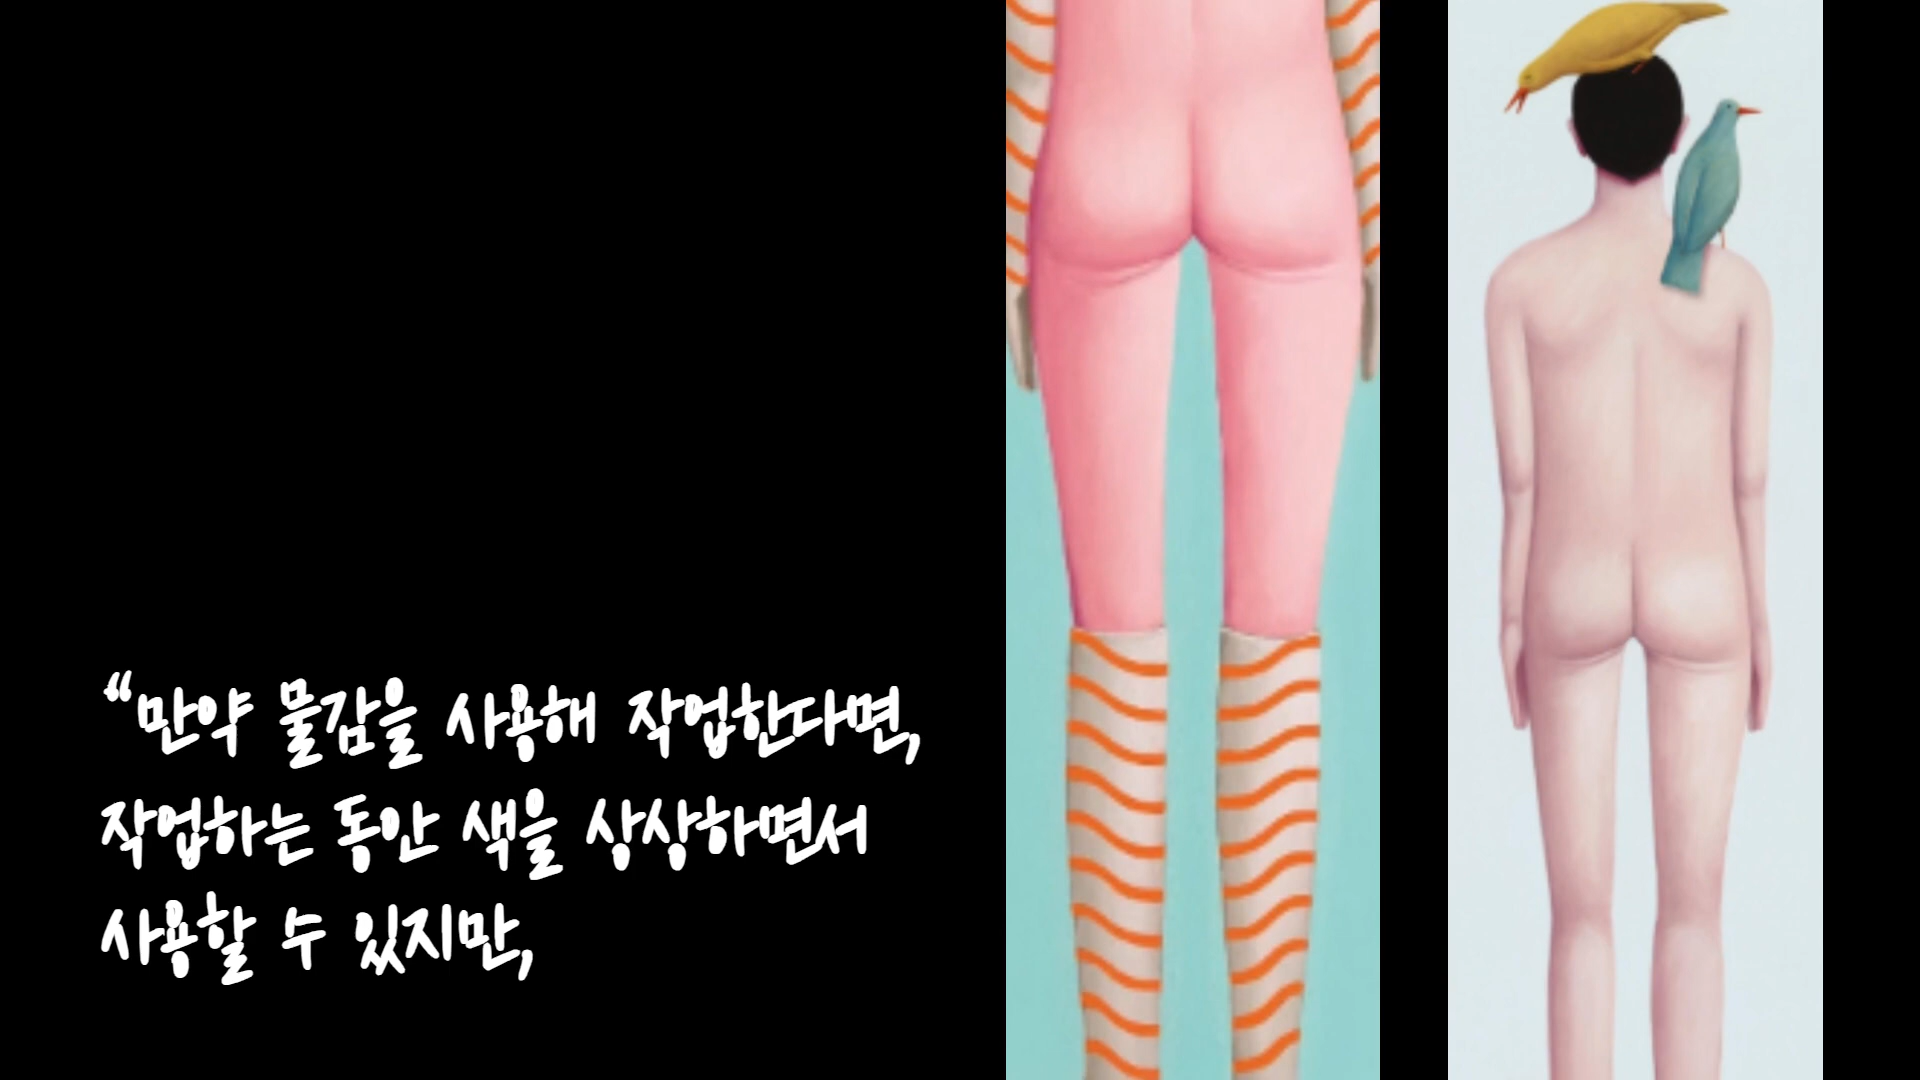 “만약 물감을 사용해 작업한다면,
작업하는 동안 색을 상상하면서
사용할 수 있지만,